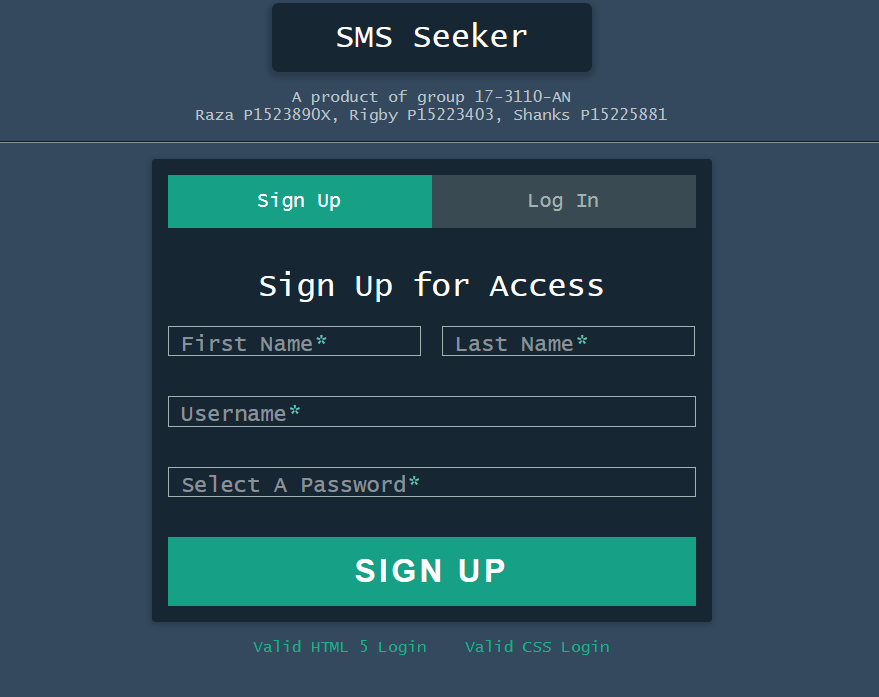 SMS Seeker
A product of group 17-3110-AN
Raza P1523890X, Rigby P15223403, Shanks P15225881
Sign Up Log In
Sign Up for Access
First Name* Last Name*
Username*
Select A Password*
SIGN UP
Valid HTML 5 Login Valid CSS Login